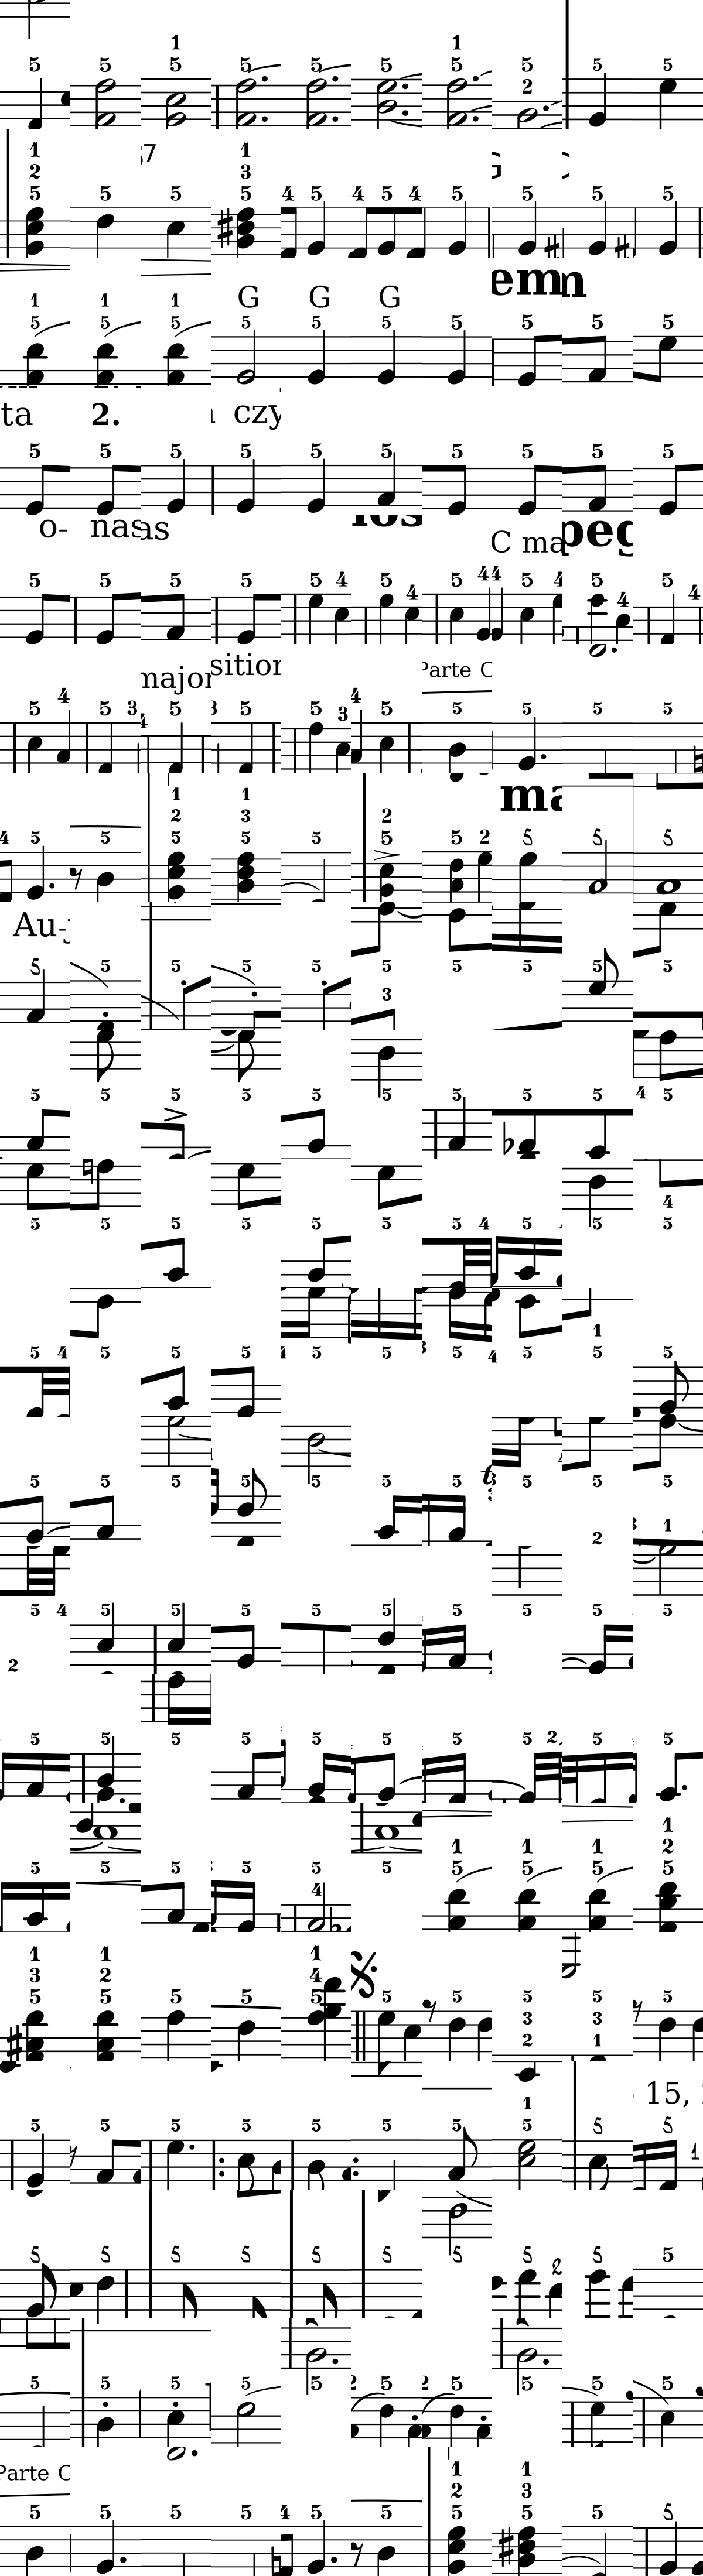 5 5 1 5 5 5 5 1 5 5 2 5 5
1 2 5 5 5 1 3 5 4 5 4 5 4 5 5 5 5
em
1 5 1 5 1 5 G 5 G 5 G 5 5 5 5 5
ta 2. czy
5 5 5 5 5 5 5 5 5 5
o- nas as
C ma peg
5 5 5 5 5 4 5 4 5 4 4 5 4 5 4 5 4
major sition Parte C
5 4 5 3 4 5 3 5 5 3 4 5 5 5 5 5
ma
4 5 5 1 2 5 1 3 5 5 2 5 5 2 5 5 5
Au-
5 5 5 5 5 5 3 5 5 5
4 5
5 5 5 5 5 5 5 5 5
4
5 5 5 5 5 5 5 4 5 5 5
1
5 4 5 5 5 4 5 5 3 5 4 5 5 5
5 5 5 5 5 5 5 5 5 5
2 3 1
5 4 5 5 5 5 5 5 5 5 5
2
5 5 5 5 5 5 5 5 2 5 5
5 5 5 5 5 4 5 1 5 1 5 1 5 1 2 5
1 3 5 1 2 5 5 5 1 4 5 5 5 5 3 2 5 3 1 5
15,
5 5 5 5 5 5 5 1 5 5 5
5 5 5 5 5 5 5 5 2 5 5
5 5 5 5 5 2 5 2 5 5 5 5
Parte C
5 5 5 5 4 5 5 1 2 5 1 3 5 5 5